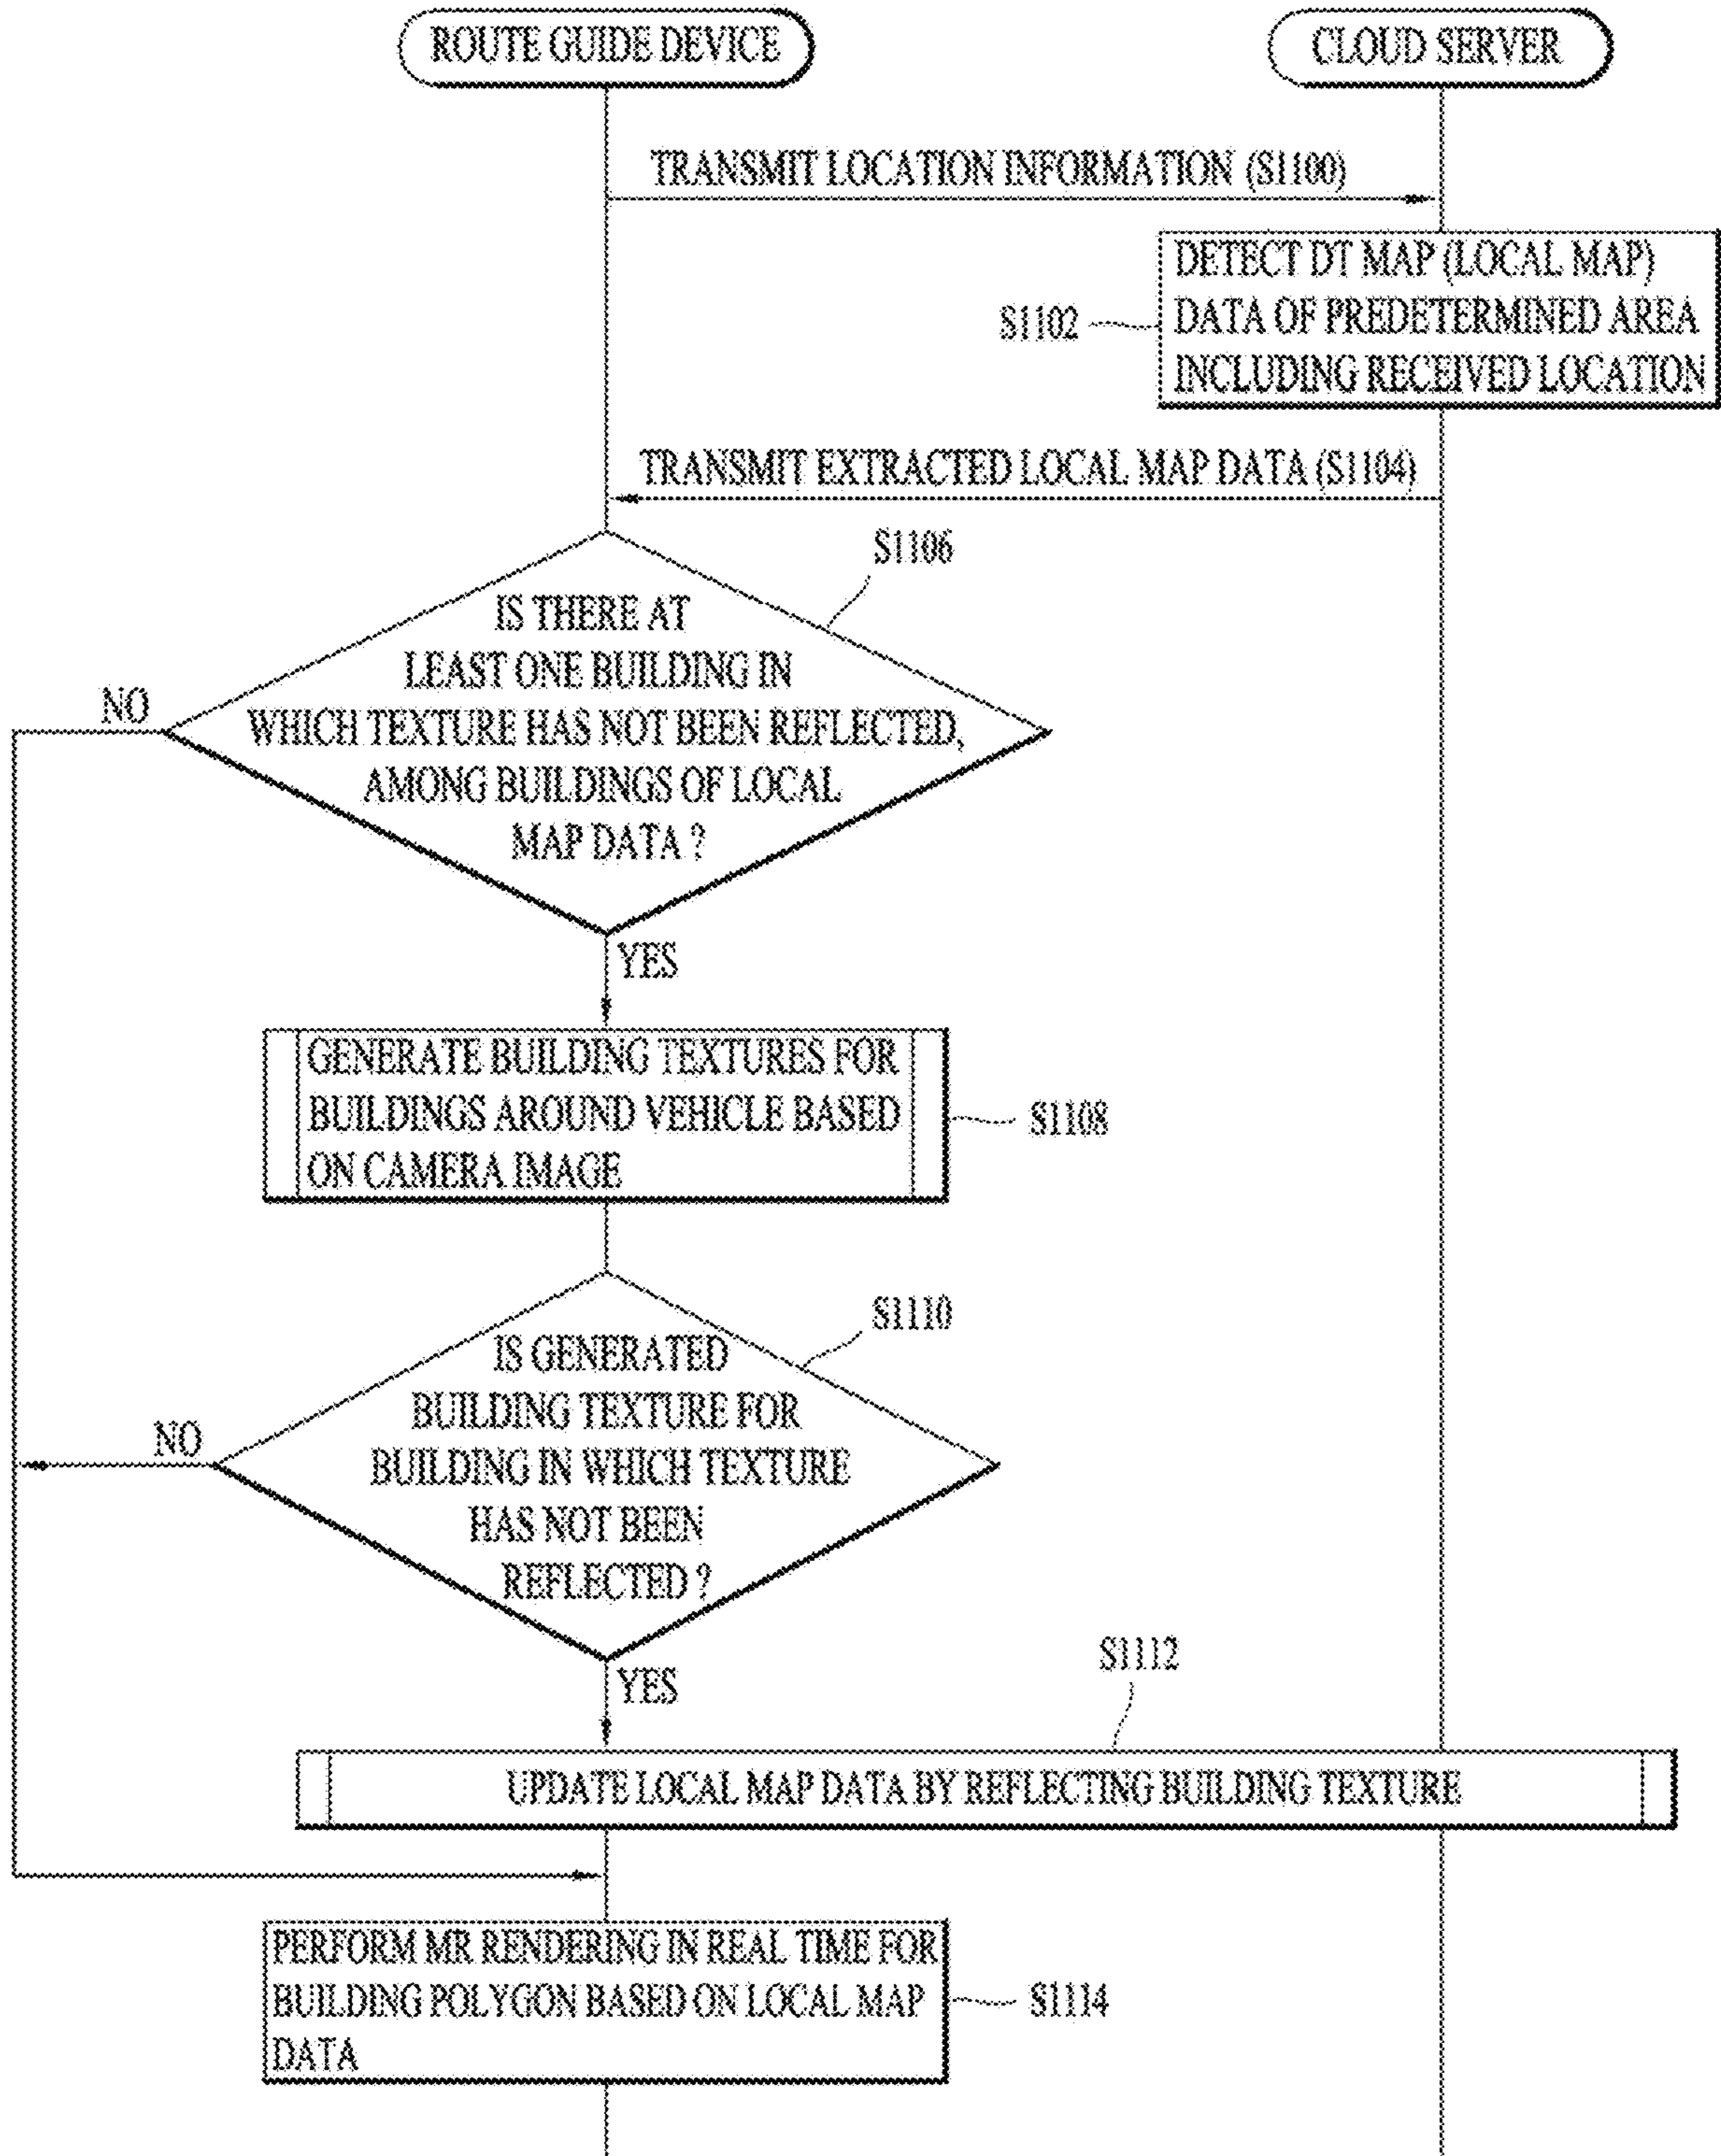 ROUTE GUIDE DEVICE
CLOUD SERVER
TRANSMIT LOCATION INFORMATION (S1100)
DETECT DT MAP (LOCAL MAP)
DATA OF PREDETERMINED AREA
INCLUDING RECEIVED LOCATION
S1102
TRANSMIT EXTRACTED LOCAL MAP DATA (S1104)
S1106
IS THERE AT
LEAST ONE BUILDING IN
WHICH TEXTURE HAS NOT BEEN REFLECTED,
AMONG BUILDINGS OF LOCAL
MAP DATA ?
NO
YES
GENERATE BUILDING TEXTURES FOR
BUILDINGS AROUND VEHICLE BASED
ON CAMERA IMAGE
S1108
S1110
IS GENERATED
BUILDING TEXTURE FOR
BUILDING IN WHICH TEXTURE
HAS NOT BEEN
REFLECTED ?
NO
YES
S1112
UPDATE LOCAL MAP DATA BY REFLECTING BUILDING TEXTURE
PERFORM MR RENDERING IN REAL TIME FOR
BUILDING POLYGON BASED ON LOCAL MAP
DATA
S1114